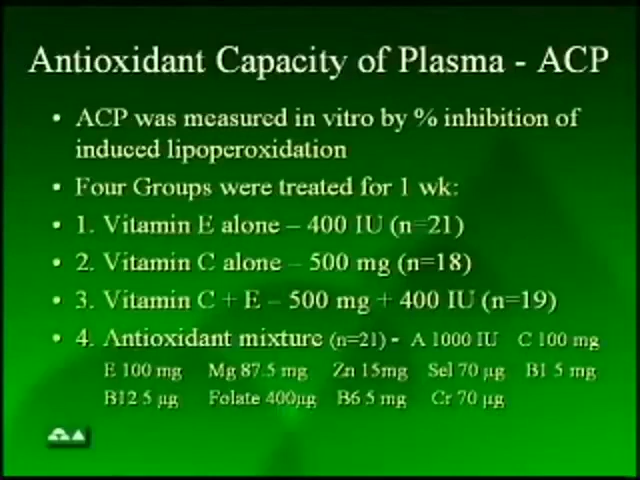 Antioxidant Capacity of Plasma - ACP
• ACP was measured in vitro by % inhibition of
induced lipoperoxidation
• Four Groups were treated for 1 wk:
• 1. Vitamin E alone – 400 IU (n=21)
• 2. Vitamin C alone – 500 mg (n=18)
• 3. Vitamin C + E – 500 mg + 400 IU (n=19)
• 4. Antioxidant mixture (n=21) - A 1000 IU C 100 mg
E 100 mg Mg 87.5 mg Zn 15mg Sel 70 µg B1 5 mg
B12 5 µg Folate 400µg B6 5 mg Cr 70 µg